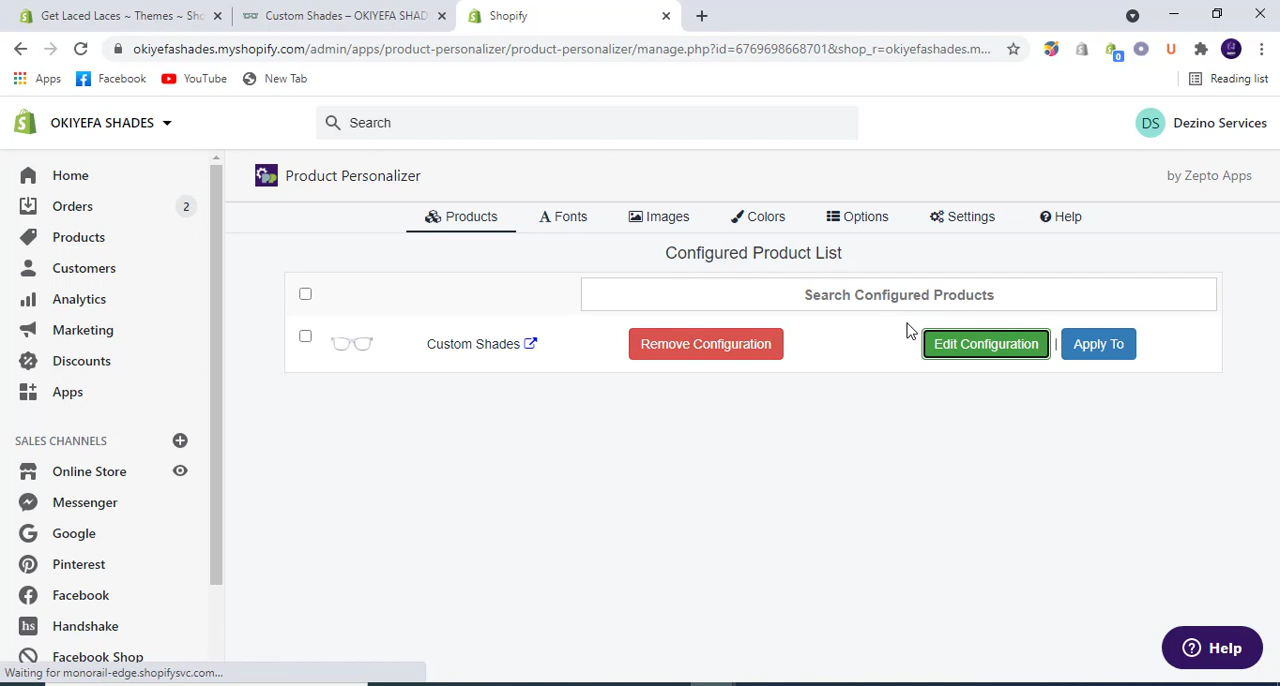 Get Laced Laces ~ Themes ~ Sho
Custom Shades – OKIYEFA SHAD
Shopify
okiyefashades.myshopify.com/admin/apps/product-personalizer/product-personalizer/manage.php?id=6769698668701&shop_r=okiyefashades.m...
0
U
Apps
Facebook
YouTube
New Tab
Reading list
OKIYEFA SHADES
Search
DS
Dezino Services
Product Personalizer
by Zepto Apps
Home
Orders
2
Products
Customers
Analytics
Marketing
Discounts
Apps
SALES CHANNELS
Online Store
Messenger
Google
Pinterest
Facebook
Handshake
Facebook Shop
Products
Fonts
Images
Colors
Options
Settings
Help
Configured Product List
Search Configured Products
Custom Shades
Remove Configuration
Edit Configuration | Apply To
Help
Waiting for monorail-edge.shopifysvc.com...